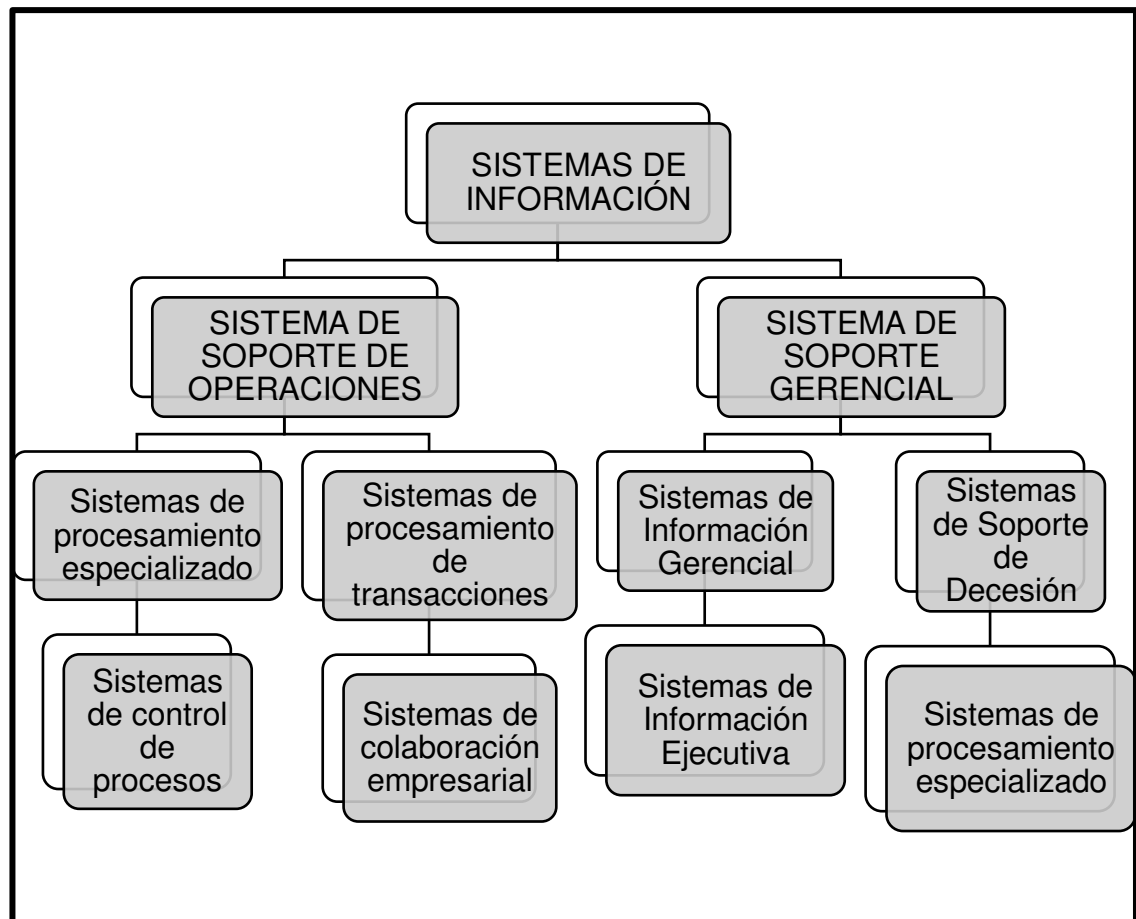 SISTEMAS DE
INFORMACIÓN
SISTEMA DE
SOPORTE DE
OPERACIONES
SISTEMA DE
SOPORTE
GERENCIAL
Sistemas de
procesamiento
especializado
Sistemas de
procesamiento
de
transacciones
Sistemas de
Información
Gerencial
Sistemas
de Soporte
de
Decesión
Sistemas
de control
de
procesos
Sistemas de
colaboración
empresarial
Sistemas de
Información
Ejecutiva
Sistemas de
procesamiento
especializado